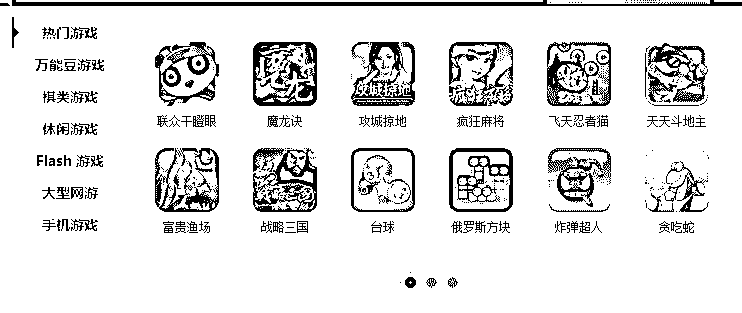 热门游戏
万能豆游戏
棋类游戏
休闲游戏
Flash 游戏
大型网游
手机游戏
联众干瞪眼
魔龙诀
攻城掠地
疯狂麻将
飞天忍者猫
天天斗地主
富贵渔场
战略三国
台球
俄罗斯方块
炸弹超人
贪吃蛇